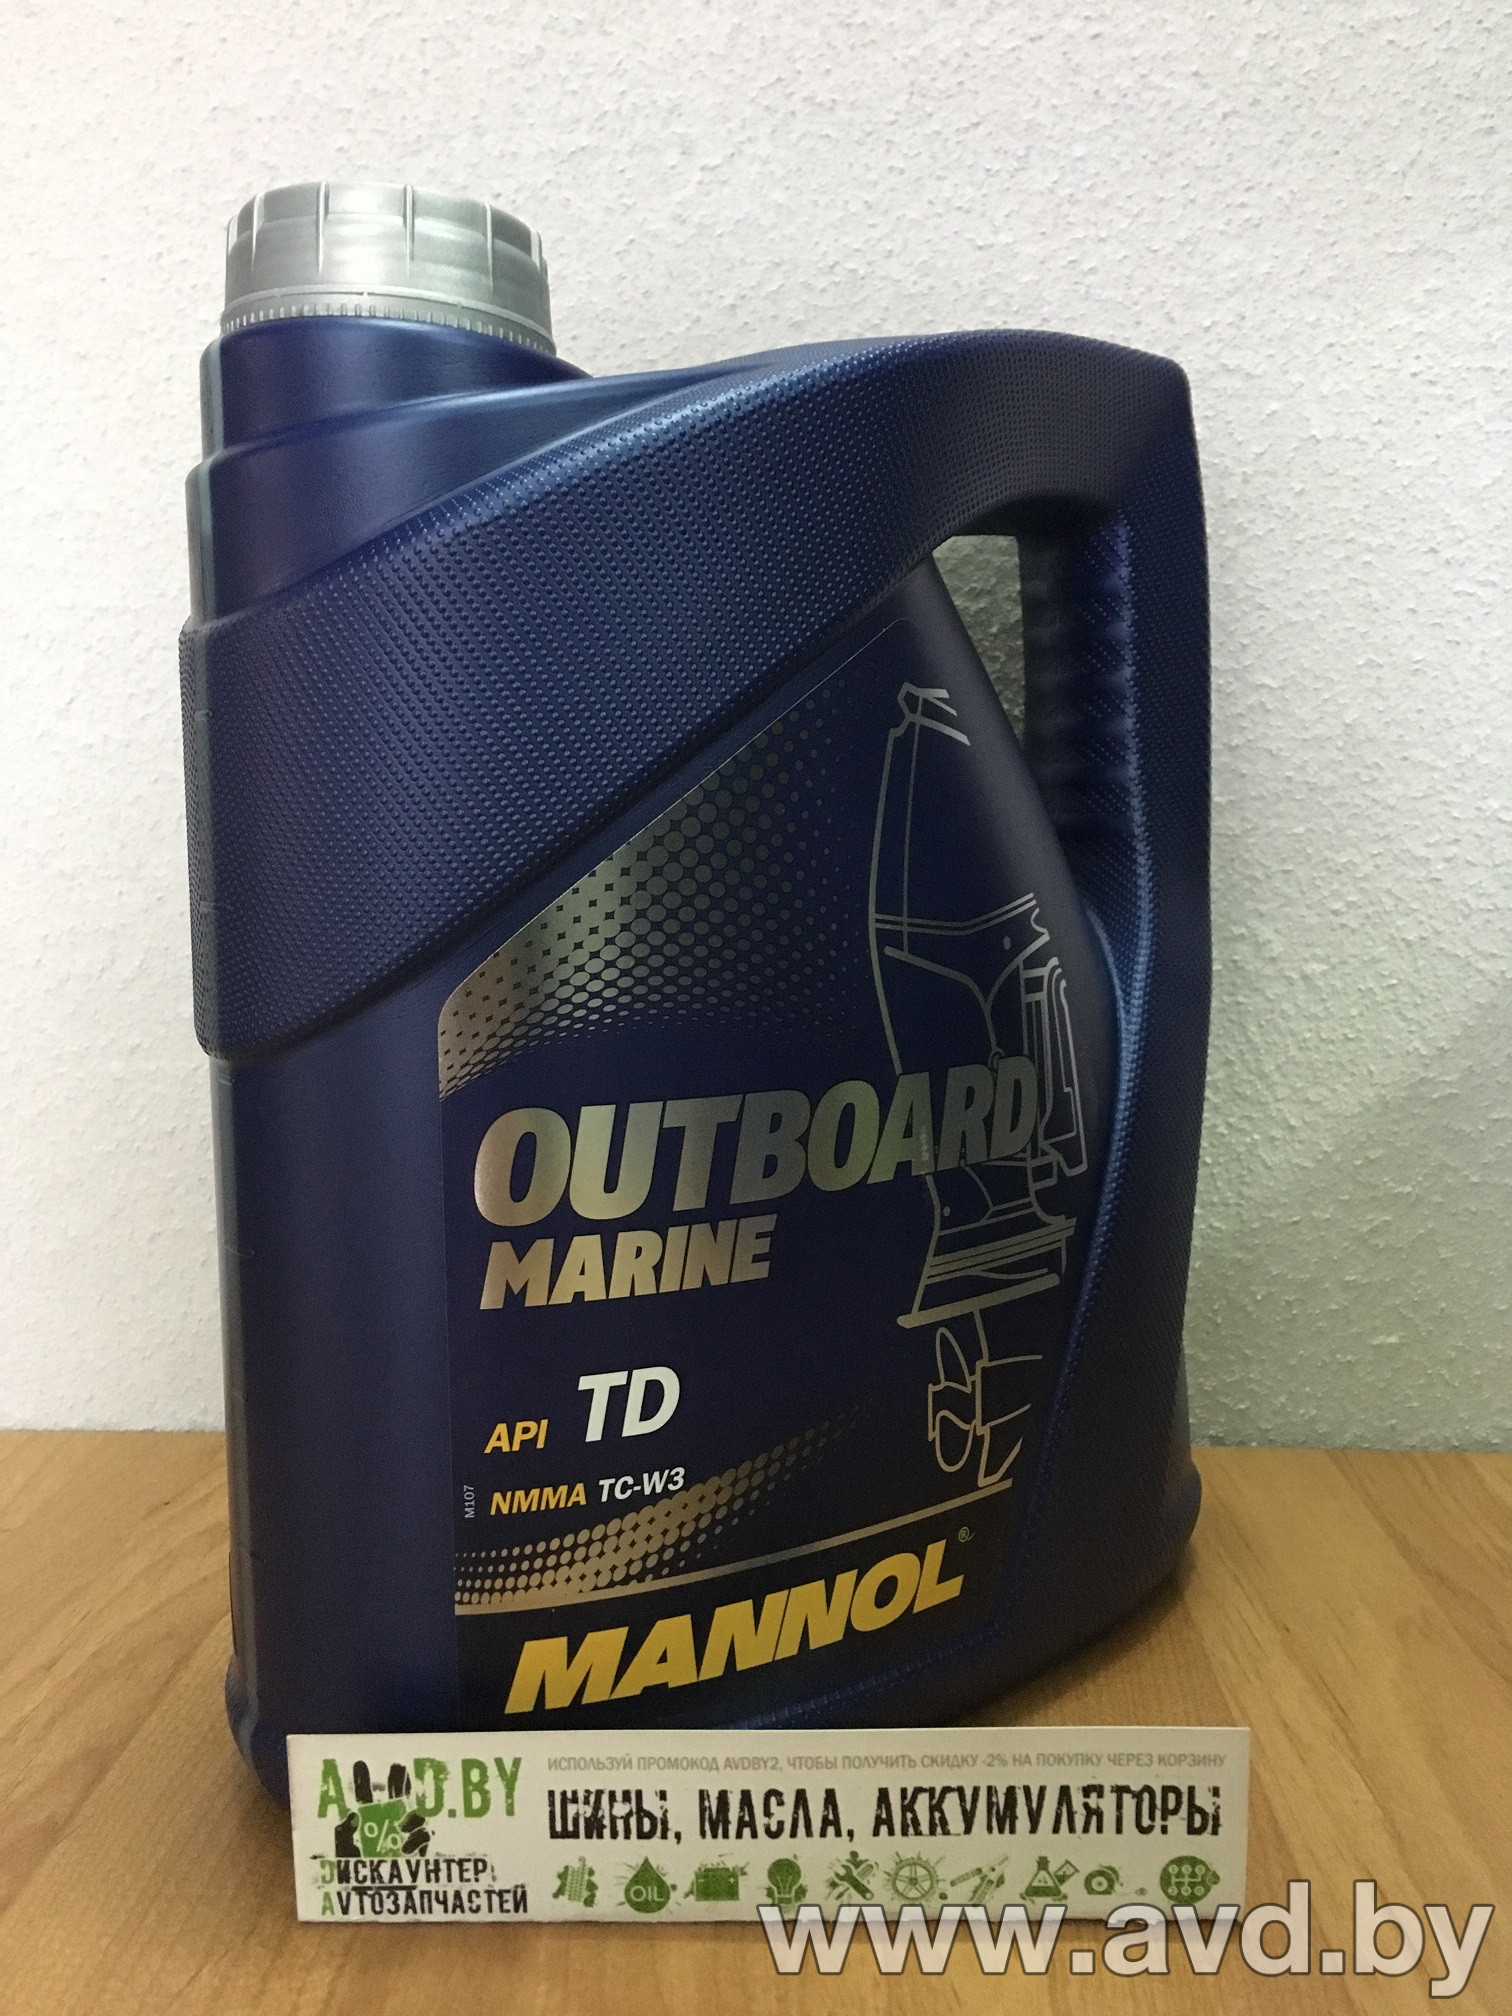 OUTBOARD
MARINE
API TD
NMMA TC-W3
M107
MANNOL®
AVD.BY
%
ДИСКАУНТЕР
АVТОЗАПЧАСТЕЙ
ИСПОЛЬЗУЙ ПРОМОКОД AVDBY2, ЧТОБЫ ПОЛУЧИТЬ СКИДКУ -2% НА ПОКУПКУ ЧЕРЕЗ КОРЗИНУ
ШИНЫ, МАСЛА, АККУМУЛЯТОРЫ
OIL
www.avd.by